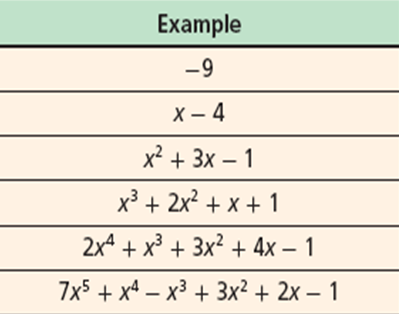 Example
−9
x − 4
x² + 3x − 1
x³ + 2x² + x + 1
2x⁴ + x³ + 3x² + 4x − 1
7x⁵ + x⁴ − x³ + 3x² + 2x − 1